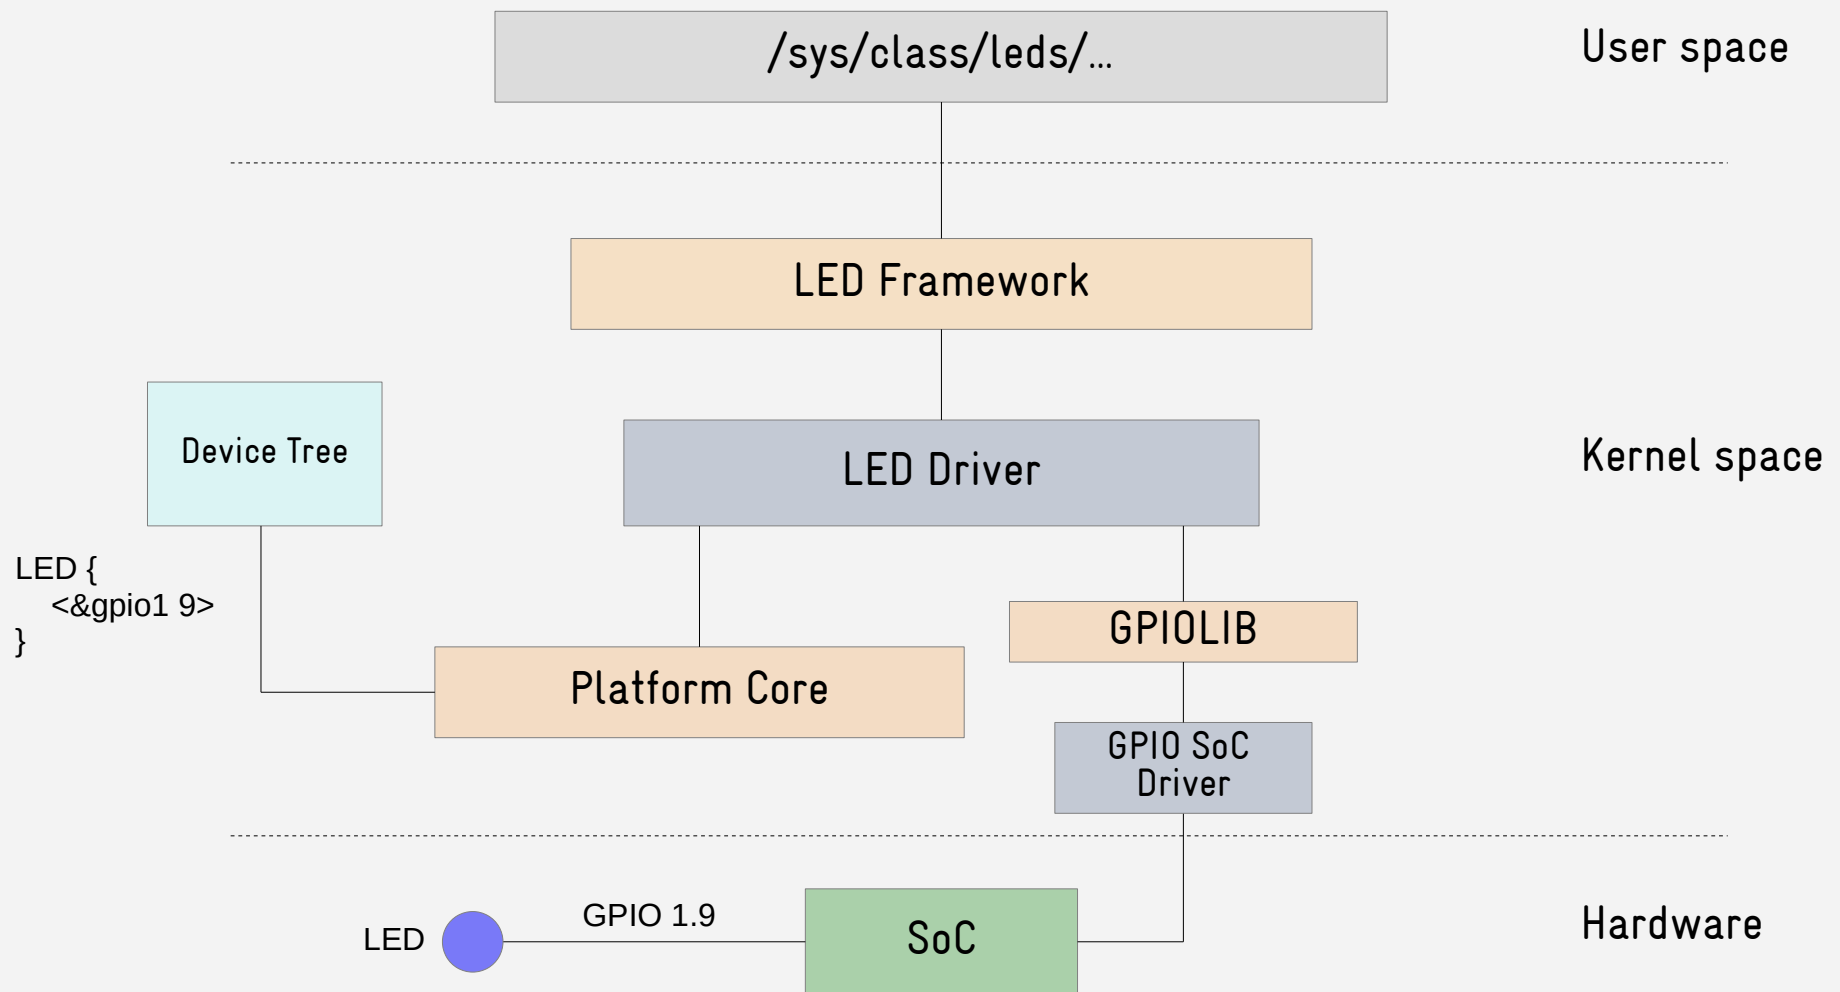 /sys/class/leds/...
User space
LED Framework
Device Tree
LED Driver
Kernel space
LED {
<&gpio1 9>
}
GPIOLIB
Platform Core
GPIO SoC
Driver
LED
GPIO 1.9
SoC
Hardware